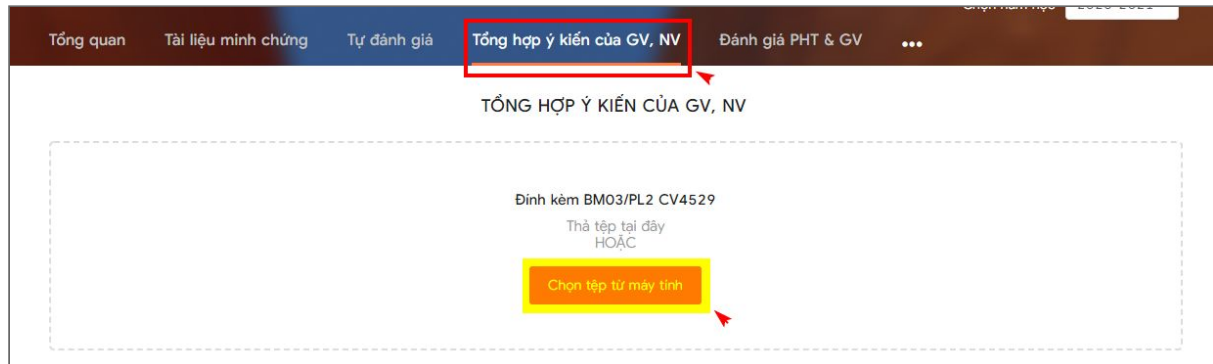 Tổng quan Tài liệu minh chứng Tự đánh giá Tổng hợp ý kiến của GV, NV Đánh giá PHT & GV •••
TỔNG HỢP Ý KIẾN CỦA GV, NV
Đính kèm BM03/PL2 CV4529
Thả tệp tại đây
HOẶC
Chọn tệp từ máy tính